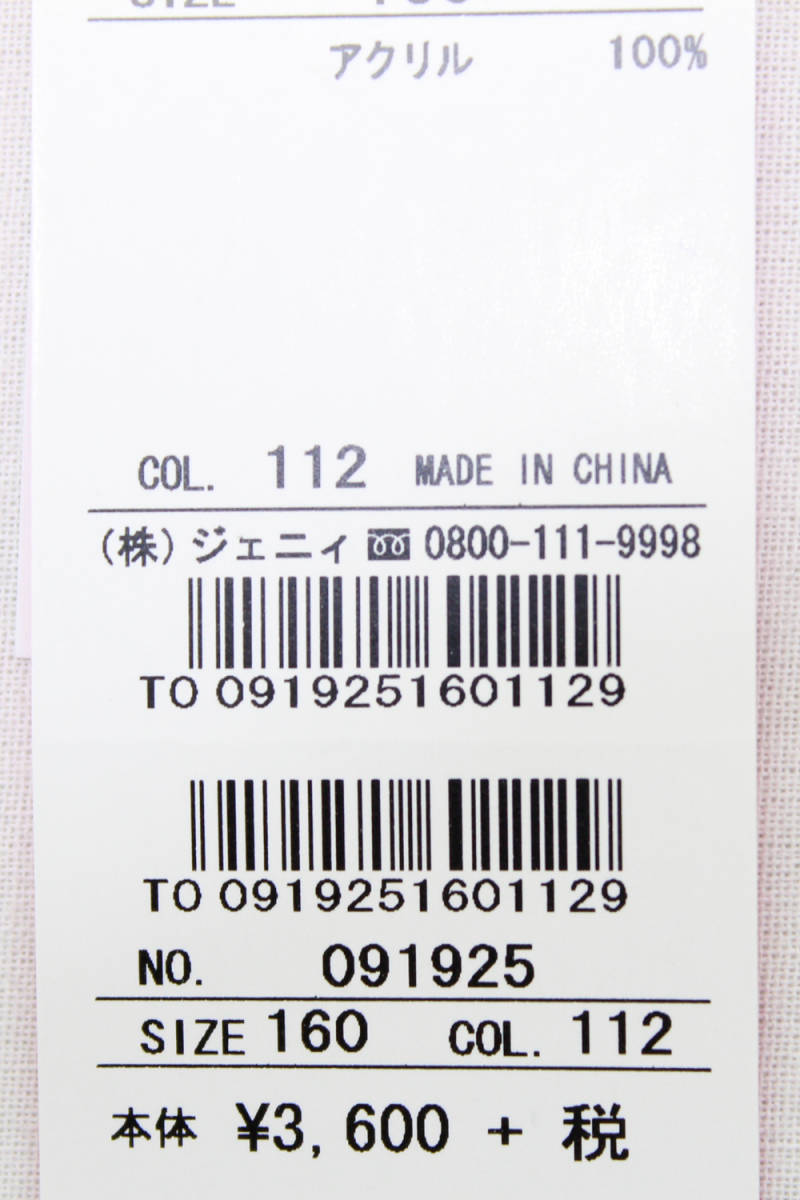 SIZE
アクリル 100%
COL. 112 MADE IN CHINA
(株) ジェニィ 0800-111-9998
TO 0919251601129
TO 0919251601129
NO. 091925
SIZE 160 COL. 112
本体 ¥3,600 + 税